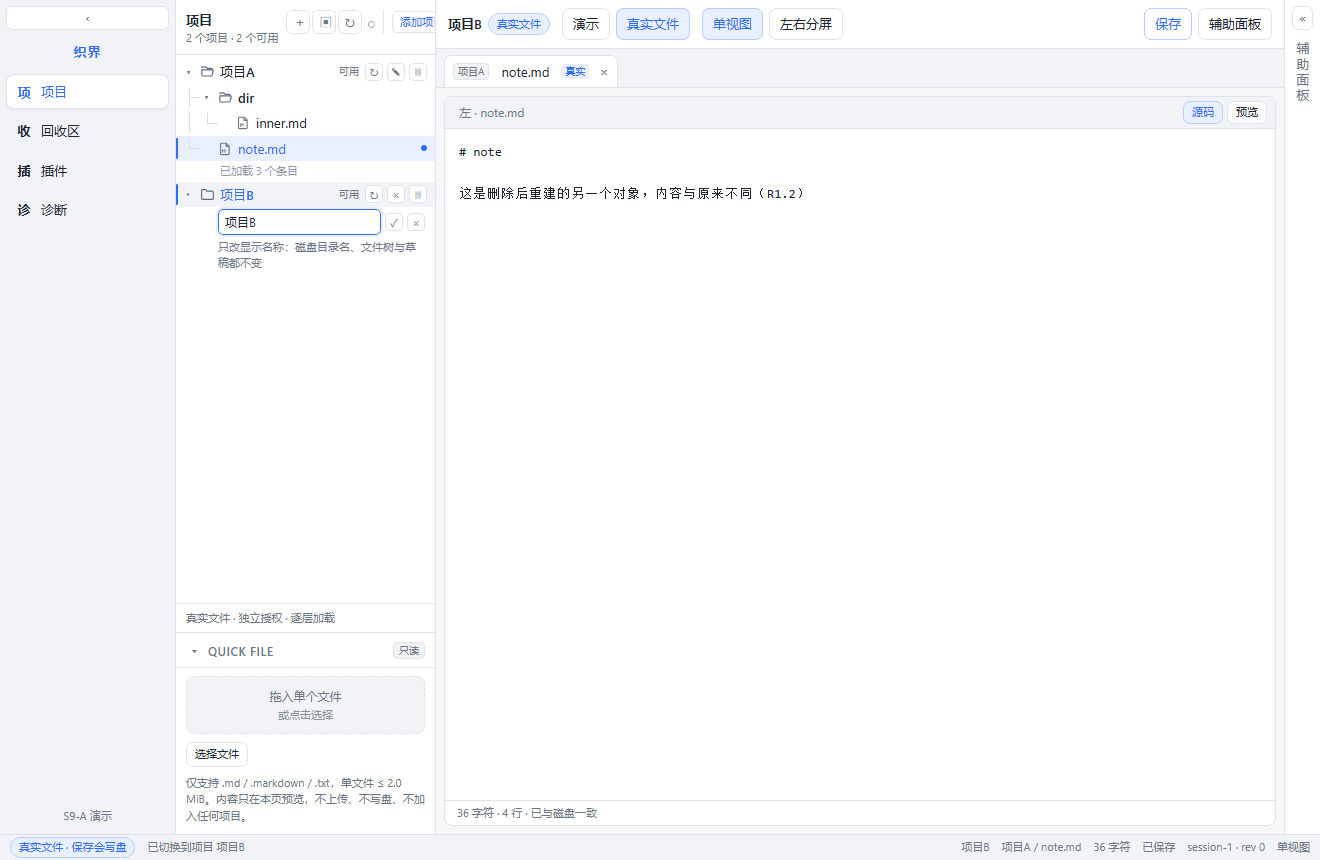 ‹
织界
项 项目
收 回收区
插 插件
诊 诊断
S9-A 演示
项目
2 个项目 · 2 个可用
+
↻
○
添加项
▾ 项目A 可用 ↻
▾ dir
inner.md
note.md
已加载 3 个条目
▸ 项目B 可用 ↻ ×
项目B ✓ ×
只改显示名称：磁盘目录名、文件树与草
稿都不变
真实文件 · 独立授权 · 逐层加载
▾ QUICK FILE 只读
拖入单个文件
或点击选择
选择文件
仅支持 .md / .markdown / .txt，单文件 ≤ 2.0
MiB。内容只在本页预览，不上传、不写盘、不加
入任何项目。
项目B 真实文件 演示 真实文件 单视图 左右分屏 保存 辅助面板
项目A note.md 真实 ×
左 · note.md 源码 预览
# note
这是删除后重建的另一个对象，内容与原来不同（R1.2）
36 字符 · 4 行 · 已与磁盘一致
«
辅助面板
真实文件 · 保存会写盘 已切换到项目 项目B 项目B 项目A / note.md 36 字符 已保存 session-1 · rev 0 单视图